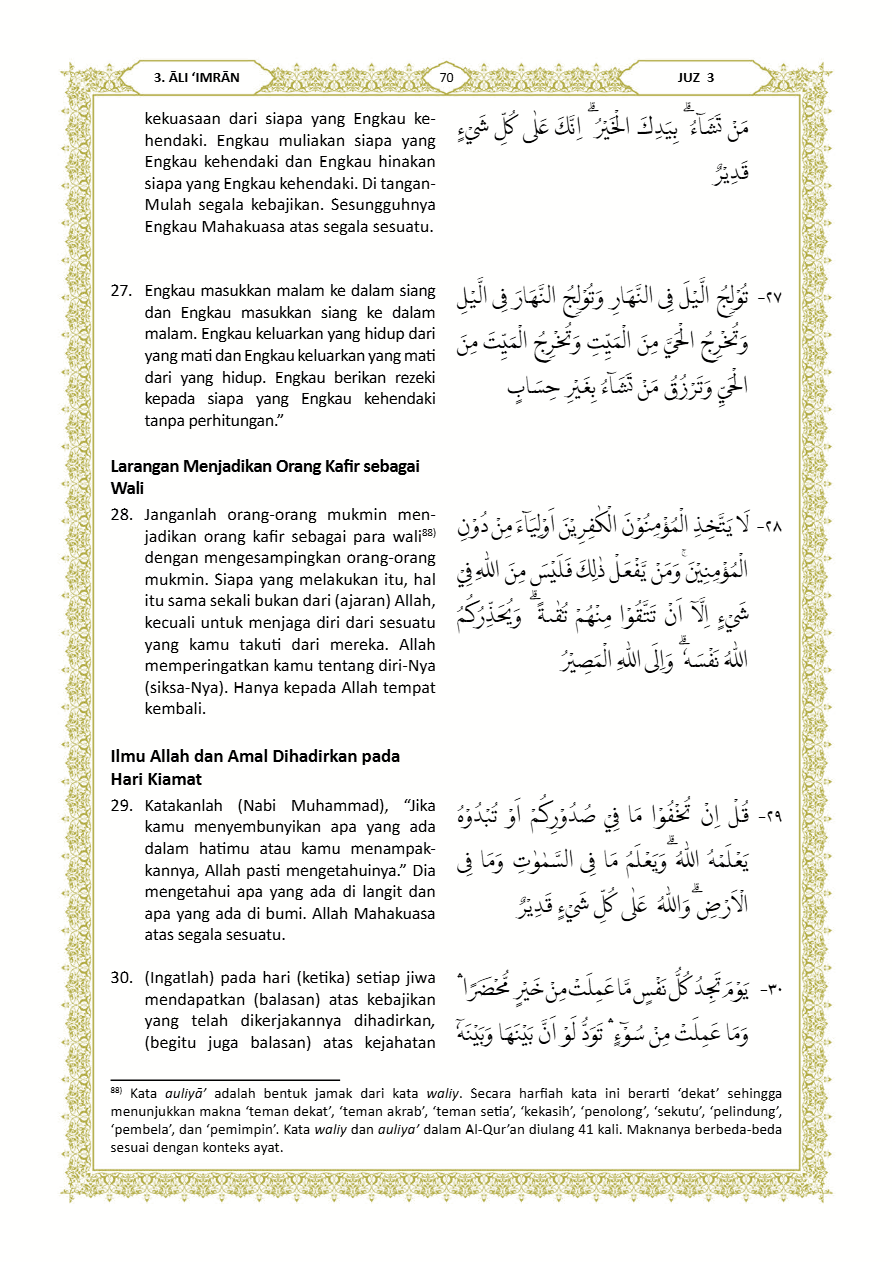 3. ĀLI ‘IMRĀN
70
JUZ 3
kekuasaan dari siapa yang Engkau ke-
hendaki. Engkau muliakan siapa yang
Engkau kehendaki dan Engkau hinakan
siapa yang Engkau kehendaki. Di tangan-
Mulah segala kebajikan. Sesungguhnya
Engkau Mahakuasa atas segala sesuatu.
مَنْ تَشَاۤءُ ۗ بِيَدِكَ الْخَيْرُ ۗ اِنَّكَ عَلٰى كُلِّ شَيْءٍ
قَدِيْرٌ
27. Engkau masukkan malam ke dalam siang
dan Engkau masukkan siang ke dalam
malam. Engkau keluarkan yang hidup dari
yang mati dan Engkau keluarkan yang mati
dari yang hidup. Engkau berikan rezeki
kepada siapa yang Engkau kehendaki
tanpa perhitungan.”
٢٧- تُوْلِجُ الَّيْلَ فِى النَّهَارِ وَتُوْلِجُ النَّهَارَ فِى الَّيْلِ
وَتُخْرِجُ الْحَيَّ مِنَ الْمَيِّتِ وَتُخْرِجُ الْمَيِّتَ مِنَ
الْحَيِّ وَتَرْزُقُ مَنْ تَشَاۤءُ بِغَيْرِ حِسَابٍ
Larangan Menjadikan Orang Kafir sebagai
Wali
28. Janganlah orang-orang mukmin men-
jadikan orang kafir sebagai para wali⁸⁸⁾
dengan mengesampingkan orang-orang
mukmin. Siapa yang melakukan itu, hal
itu sama sekali bukan dari (ajaran) Allah,
kecuali untuk menjaga diri dari sesuatu
yang kamu takuti dari mereka. Allah
memperingatkan kamu tentang diri-Nya
(siksa-Nya). Hanya kepada Allah tempat
kembali.
٢٨- لَا يَتَّخِذِ الْمُؤْمِنُوْنَ الْكٰفِرِيْنَ اَوْلِيَاۤءَ مِنْ دُوْنِ
الْمُؤْمِنِيْنَۚ وَمَنْ يَّفْعَلْ ذٰلِكَ فَلَيْسَ مِنَ اللّٰهِ فِيْ
شَيْءٍ اِلَّآ اَنْ تَتَّقُوْا مِنْهُمْ تُقٰىةً ۗ وَيُحَذِّرُكُمُ
اللّٰهُ نَفْسَهٗ ۗ وَاِلَى اللّٰهِ الْمَصِيْرُ
Ilmu Allah dan Amal Dihadirkan pada
Hari Kiamat
29. Katakanlah (Nabi Muhammad), “Jika
kamu menyembunyikan apa yang ada
dalam hatimu atau kamu menampak-
kannya, Allah pasti mengetahuinya.” Dia
mengetahui apa yang ada di langit dan
apa yang ada di bumi. Allah Mahakuasa
atas segala sesuatu.
٢٩- قُلْ اِنْ تُخْفُوْا مَا فِيْ صُدُوْرِكُمْ اَوْ تُبْدُوْهُ
يَعْلَمْهُ اللّٰهُ ۗ وَيَعْلَمُ مَا فِى السَّمٰوٰتِ وَمَا فِى
الْاَرْضِۗ وَاللّٰهُ عَلٰى كُلِّ شَيْءٍ قَدِيْرٌ
30. (Ingatlah) pada hari (ketika) setiap jiwa
mendapatkan (balasan) atas kebajikan
yang telah dikerjakannya dihadirkan,
(begitu juga balasan) atas kejahatan
٣٠- يَوْمَ تَجِدُ كُلُّ نَفْسٍ مَّا عَمِلَتْ مِنْ خَيْرٍ مُّحْضَرًا ۛ
وَمَا عَمِلَتْ مِنْ سُوْۤءٍ ۛ تَوَدُّ لَوْ اَنَّ بَيْنَهَا وَبَيْنَهٗٓ
⁸⁸⁾ Kata auliyā’ adalah bentuk jamak dari kata waliy. Secara harfiah kata ini berarti ‘dekat’ sehingga
menunjukkan makna ‘teman dekat’, ‘teman akrab’, ‘teman setia’, ‘kekasih’, ‘penolong’, ‘sekutu’, ‘pelindung’,
‘pembela’, dan ‘pemimpin’. Kata waliy dan auliya’ dalam Al-Qur’an diulang 41 kali. Maknanya berbeda-beda
sesuai dengan konteks ayat.